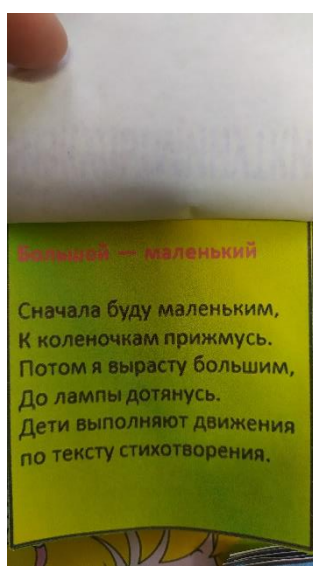 Большой — маленький
Сначала буду маленьким,
К коленочкам прижмусь.
Потом я вырасту большим,
До лампы дотянусь.
Дети выполняют движения
по тексту стихотворения.